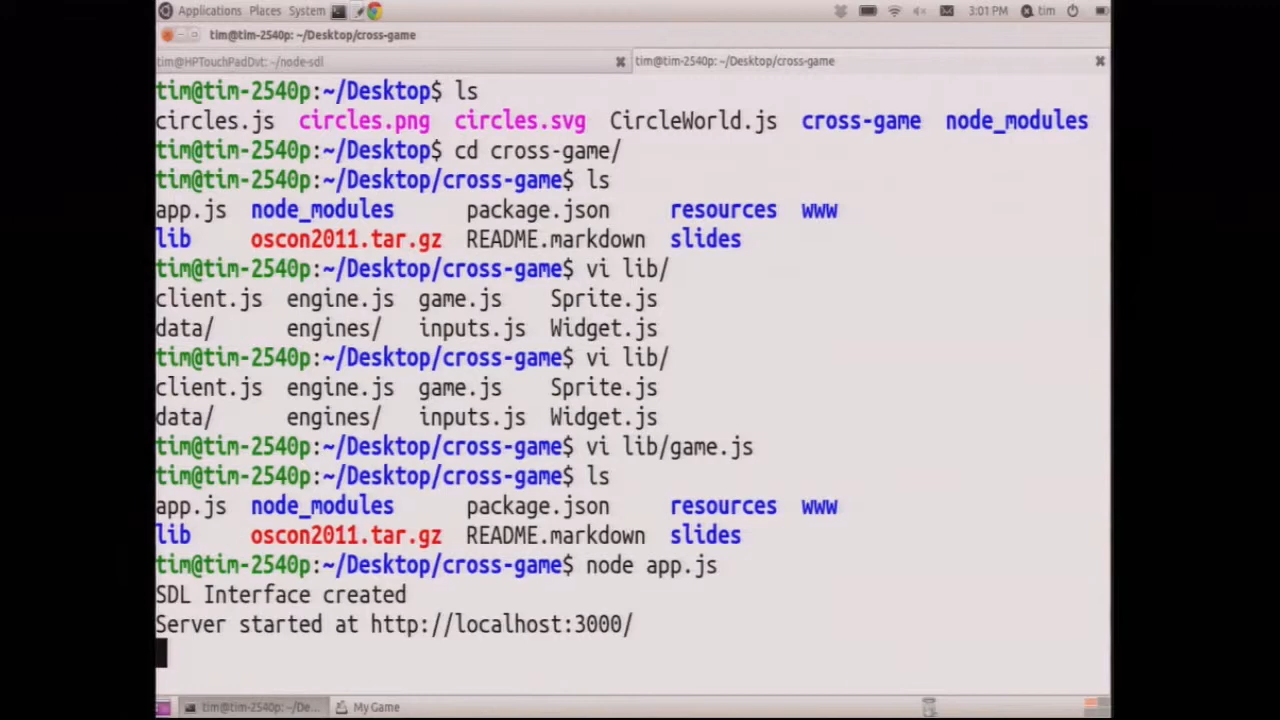 Applications Places System 3:01 PM tim
tim@tim-2540p: ~/Desktop/cross-game
tim@HPTouchPadDvt: ~/node-sdl tim@tim-2540p: ~/Desktop/cross-game
tim@tim-2540p:~/Desktop$ ls
circles.js circles.png circles.svg CircleWorld.js cross-game node_modules
tim@tim-2540p:~/Desktop$ cd cross-game/
tim@tim-2540p:~/Desktop/cross-game$ ls
app.js node_modules package.json resources www
lib oscon2011.tar.gz README.markdown slides
tim@tim-2540p:~/Desktop/cross-game$ vi lib/
client.js engine.js game.js Sprite.js
data/ engines/ inputs.js Widget.js
tim@tim-2540p:~/Desktop/cross-game$ vi lib/
client.js engine.js game.js Sprite.js
data/ engines/ inputs.js Widget.js
tim@tim-2540p:~/Desktop/cross-game$ vi lib/game.js
tim@tim-2540p:~/Desktop/cross-game$ ls
app.js node_modules package.json resources www
lib oscon2011.tar.gz README.markdown slides
tim@tim-2540p:~/Desktop/cross-game$ node app.js
SDL Interface created
Server started at http://localhost:3000/
tim@tim-2540p: ~/De... My Game